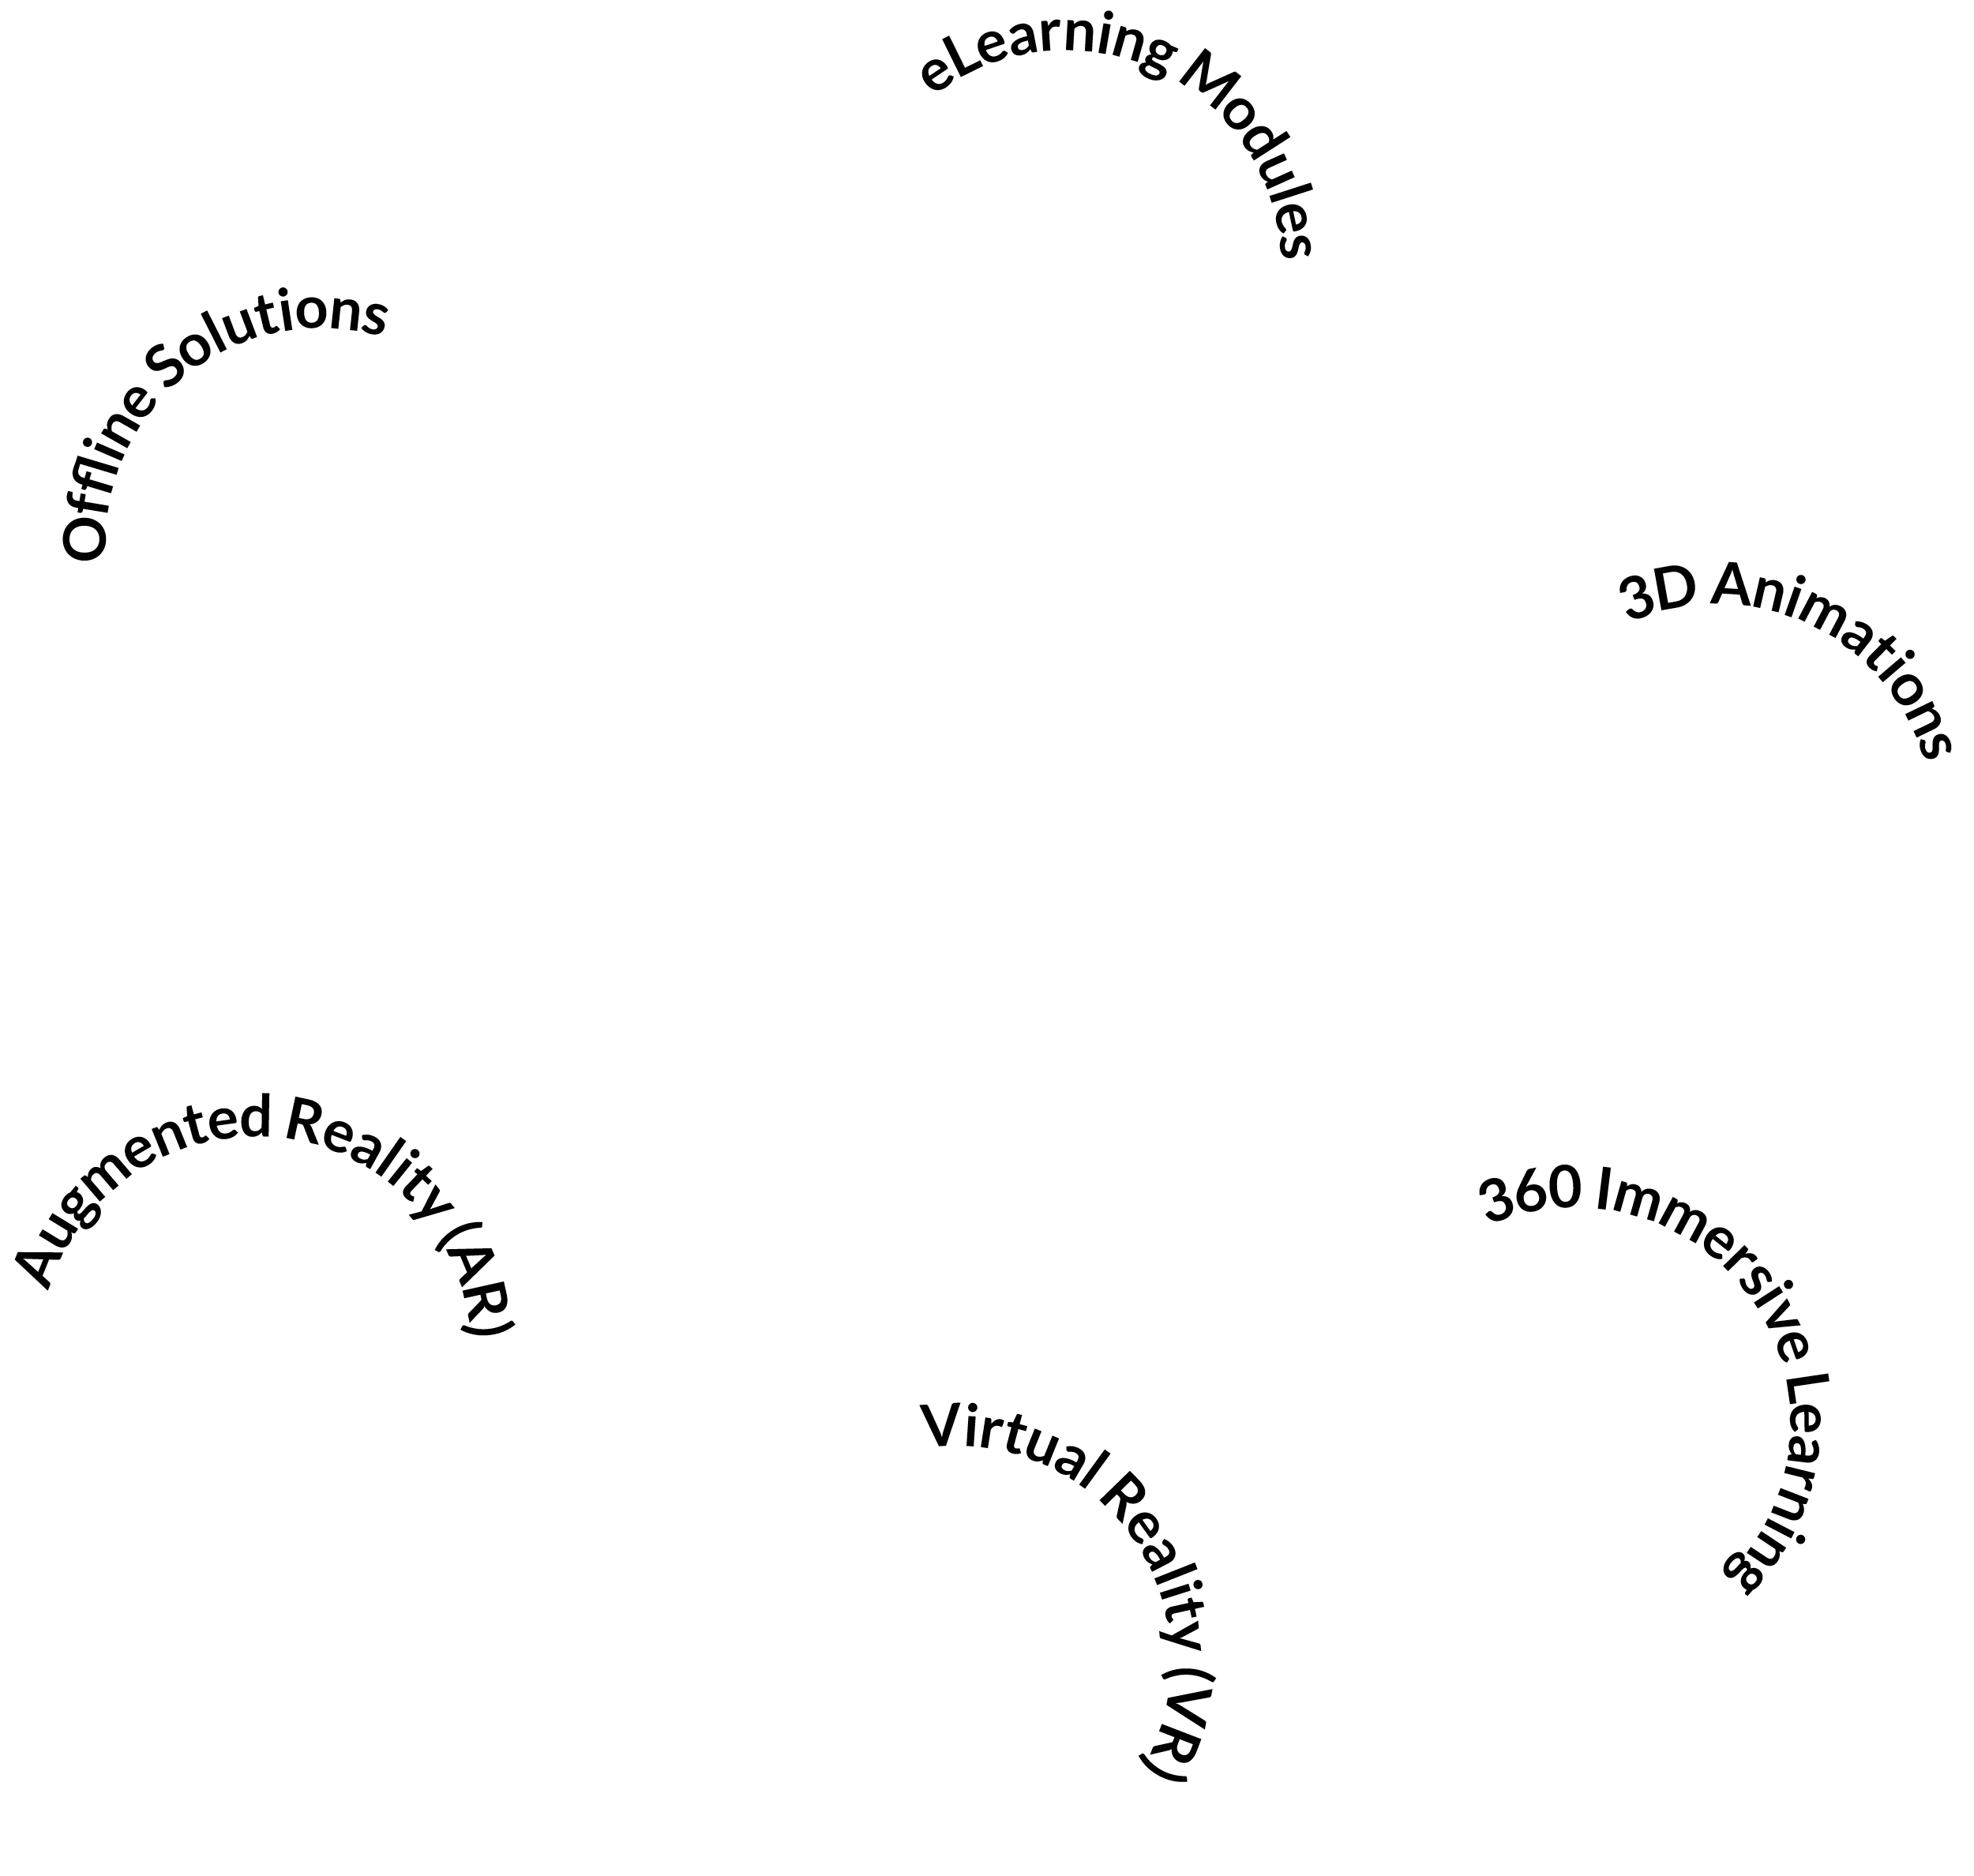 eLearning Modules
Offline Solutions
3D Animations
Augmented Reality (AR)
360 Immersive Learning
Virtual Reality (VR)